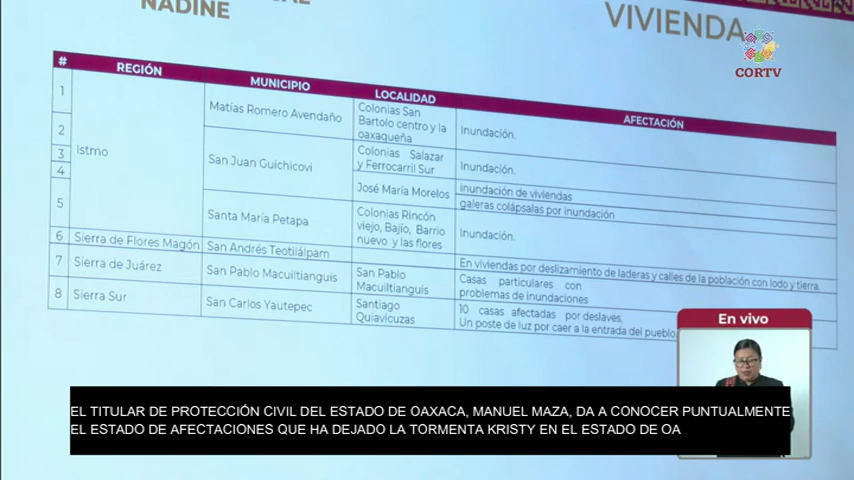 NADINE
VIVIENDA
CORTV
# REGIÓN MUNICIPIO LOCALIDAD AFECTACIÓN
1 Istmo Matías Romero Avendaño Colonias San
Bartolo centro y la
oaxaqueña Inundación.
2 San Juan Guichicovi Colonias Salazar
y Ferrocarril Sur Inundación.
3 José María Morelos inundación de viviendas
4 galeras colápsalas por inundación
5 Santa María Petapa Colonias Rincón
viejo, Bajío, Barrio
nuevo y las flores Inundación.
6 Sierra de Flores Magón San Andrés Teotilálpam En viviendas por deslizamiento de laderas y calles de la población con lodo y tierra.
7 Sierra de Juárez San Pablo Macuiltianguis San Pablo
Macuiltianguis Casas particulares con
problemas de inundaciones
8 Sierra Sur San Carlos Yautepec Santiago
Quiavicuzas 10 casas afectadas por deslaves.
Un poste de luz por caer a la entrada del pueblo
En vivo
EL TITULAR DE PROTECCIÓN CIVIL DEL ESTADO DE OAXACA, MANUEL MAZA, DA A CONOCER PUNTUALMENTE
EL ESTADO DE AFECTACIONES QUE HA DEJADO LA TORMENTA KRISTY EN EL ESTADO DE OA